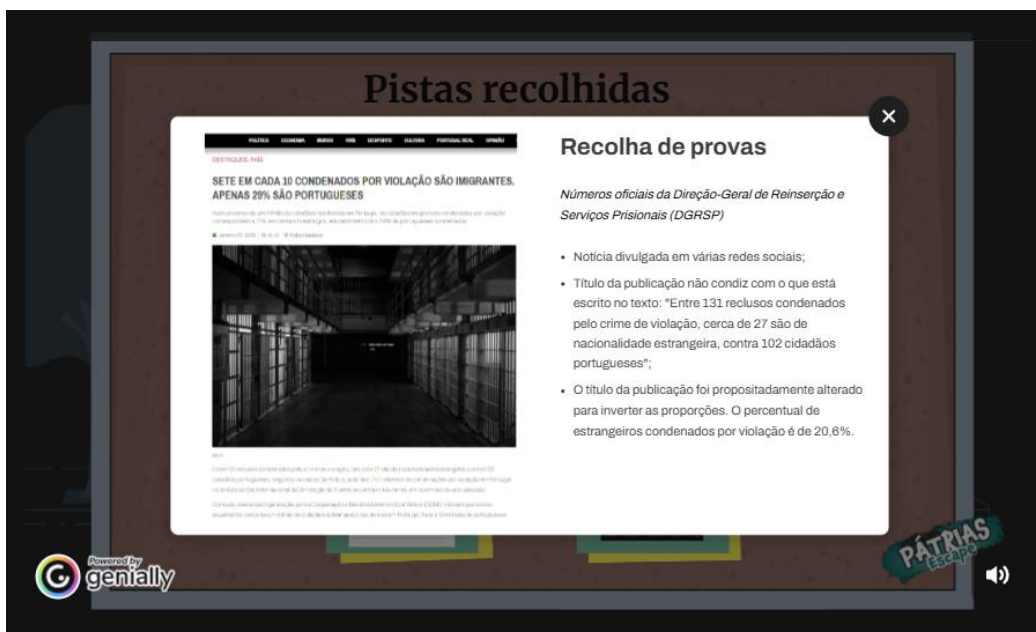 Pistas recolhidas
POLÍTICA ECONOMIA MUNDO PAÍS DESPORTO CULTURA PORTUGAL REAL OPINIÃO
DESTAQUES, PAÍS
SETE EM CADA 10 CONDENADOS POR VIOLAÇÃO SÃO IMIGRANTES.
APENAS 29% SÃO PORTUGUESES
Recolha de provas
Números oficiais da Direção-Geral de Reinserção e
Serviços Prisionais (DGRSP)
• Notícia divulgada em várias redes sociais;
• Título da publicação não condiz com o que está
escrito no texto: "Entre 131 reclusos condenados
pelo crime de violação, cerca de 27 são de
nacionalidade estrangeira, contra 102 cidadãos
portugueses";
• O título da publicação foi propositadamente alterado
para inverter as proporções. O percentual de
estrangeiros condenados por violação é de 20,6%.
Powered by
genially
PÁTRIAS
Escape